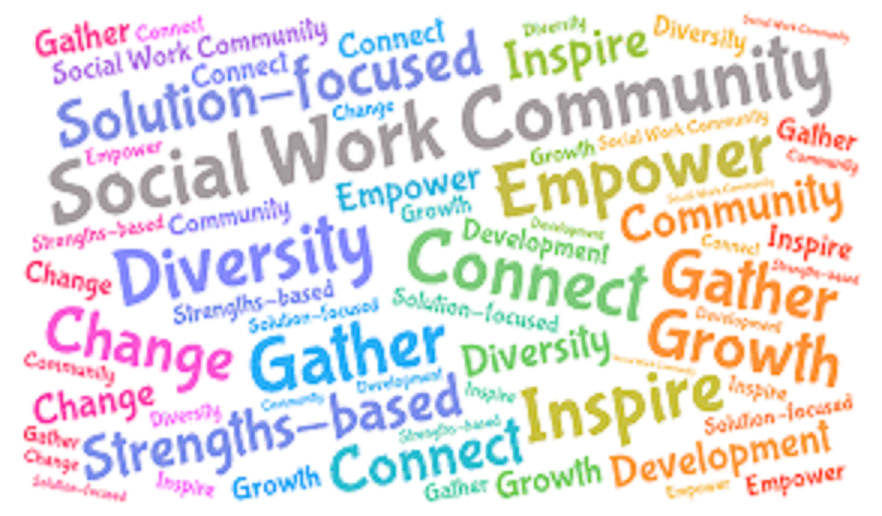 Gather
Connect
Social Work Community
Connect
Connect
Solution-focused
Change
Inspire
Diversity
Diversity
Social Work Community
Social Work Community
Empower
Empower
Growth
Empower
Growth
Social Work Community
Social Work Community
Gather
Community
Strengths-based
Community
Community
Development
Development
Inspire
Connect
Strengths-based
Change
Diversity
Connect
Gather
Strengths-based
Solution-focused
Solution-focused
Development
Change
Gather
Diversity
Growth
Community
Development
Social Work Community
Change
Diversity
Community
Strengths-based
Inspire
Inspire
Inspire
Solution-focused
Gather
Strengths-based
Connect
Development
Change
Solution-focused
Inspire
Growth
Gather
Growth
Empower
Empower